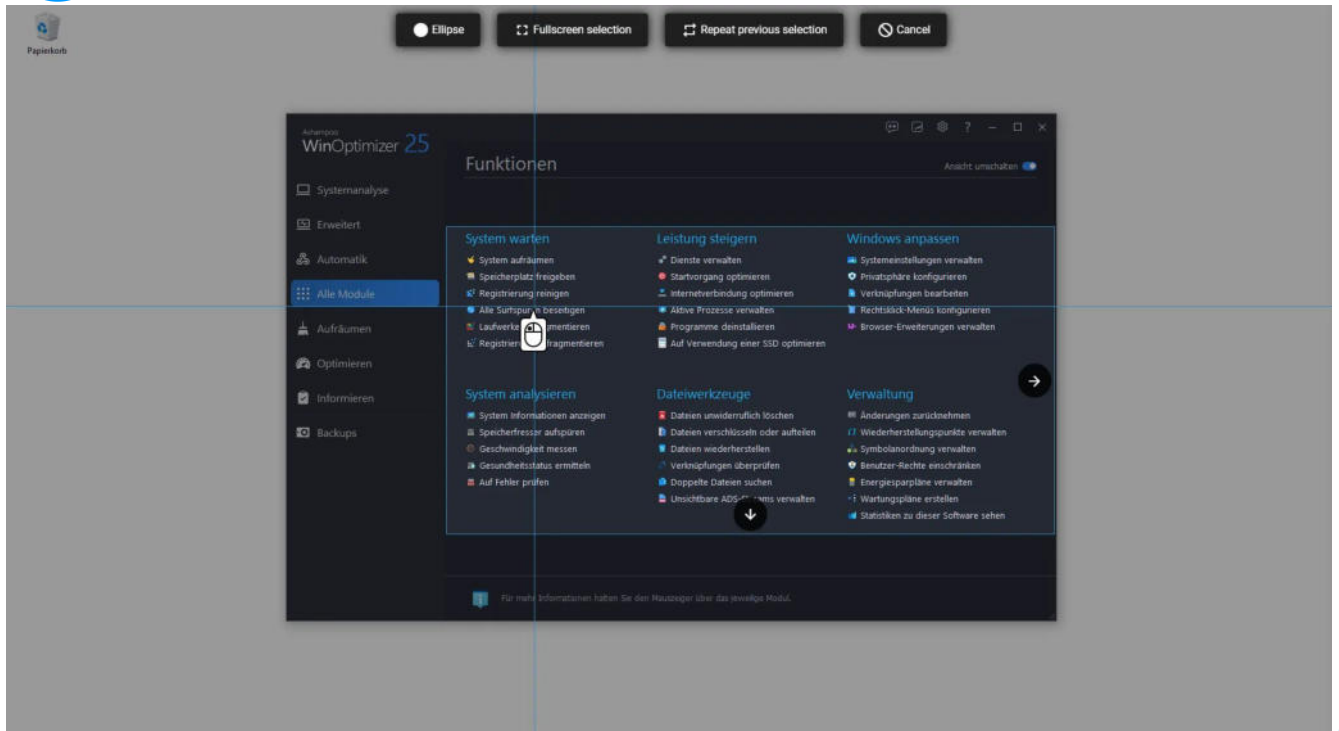 Ellipse
Fullscreen selection
Repeat previous selection
Cancel
Papierkorb
Ashampoo
WinOptimizer 25
Funktionen
Ansicht umschalten
Systemanalyse
Erweitert
Automatik
Alle Module
Aufräumen
Optimieren
Informieren
Backups
System warten
System aufräumen
Speicherplatz freigeben
Registrierung reinigen
Alle Surfspuren beseitigen
Laufwerke mentieren
Registrier fragmentieren
Leistung steigern
Dienste verwalten
Startvorgang optimieren
Internetverbindung optimieren
Aktive Prozesse verwalten
Programme deinstallieren
Auf Verwendung einer SSD optimieren
Windows anpassen
Systemeinstellungen verwalten
Privatsphäre konfigurieren
Verknüpfungen bearbeiten
Rechtsklick-Menüs konfigurieren
Browser-Erweiterungen verwalten
System analysieren
System Informationen anzeigen
Speicherfresser aufspüren
Geschwindigkeit messen
Gesundheitsstatus ermitteln
Auf Fehler prüfen
Dateiwerkzeuge
Dateien unwiderruflich löschen
Dateien verschlüsseln oder aufteilen
Dateien wiederherstellen
Verknüpfungen überprüfen
Doppelte Dateien suchen
Unsichtbare ADS- ams verwalten
Verwaltung
Änderungen zurücknehmen
Wiederherstellungspunkte verwalten
Symbolanordnung verwalten
Benutzer-Rechte einschränken
Energiesparpläne verwalten
Wartungspläne erstellen
Statistiken zu dieser Software sehen
Für mehr Informationen halten Sie den Mauszeiger über das jeweilige Modul.